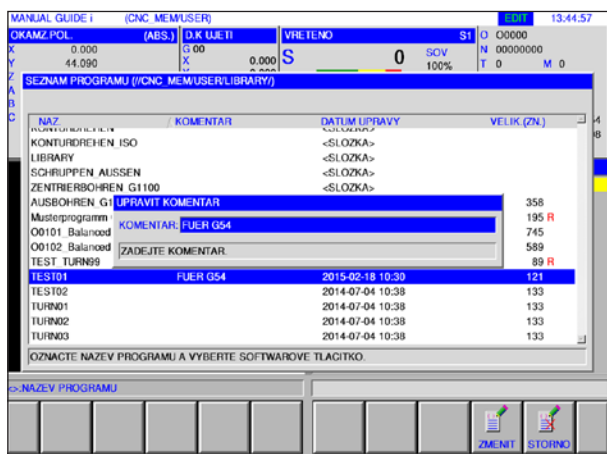 MANUAL GUIDE i (CNC_MEM/USER) EDIT 13:44:57
OKAMZ.POL. (ABS.) D.K UJETI VRETENO S1 O O0000
X 0.000 G 00 N 00000000
Y 44.090 X 0.000 S 0 SOV 100% T 0 M 0
Z SEZNAM PROGRAMU (//CNC_MEM/USER/LIBRARY/)
A
B
C
NAZ. / KOMENTAR DATUM UPRAVY VELIK.(ZN.)
KONTURDREHEN <SLOZKA>
KONTURDREHEN_ISO <SLOZKA>
LIBRARY <SLOZKA>
SCHRUPPEN_AUSSEN <SLOZKA>
ZENTRIERBOHREN_G1100 <SLOZKA>
AUSBOHREN_G1 UPRAVIT KOMENTAR 358
Musterprogramm 195 R
KOMENTAR: FUER G54
O0101_Balanced 745
O0102_Balanced ZADEJTE KOMENTAR. 589
TEST_TURN99 89 R
TEST01 FUER G54 2015-02-18 10:30 121
TEST02 2014-07-04 10:38 133
TURN01 2014-07-04 10:38 133
TURN02 2014-07-04 10:38 133
TURN03 2014-07-04 10:38 133
OZNACTE NAZEV PROGRAMU A VYBERTE SOFTWAROVE TLACITKO.
<>:NAZEV PROGRAMU
ZMENIT STORNO